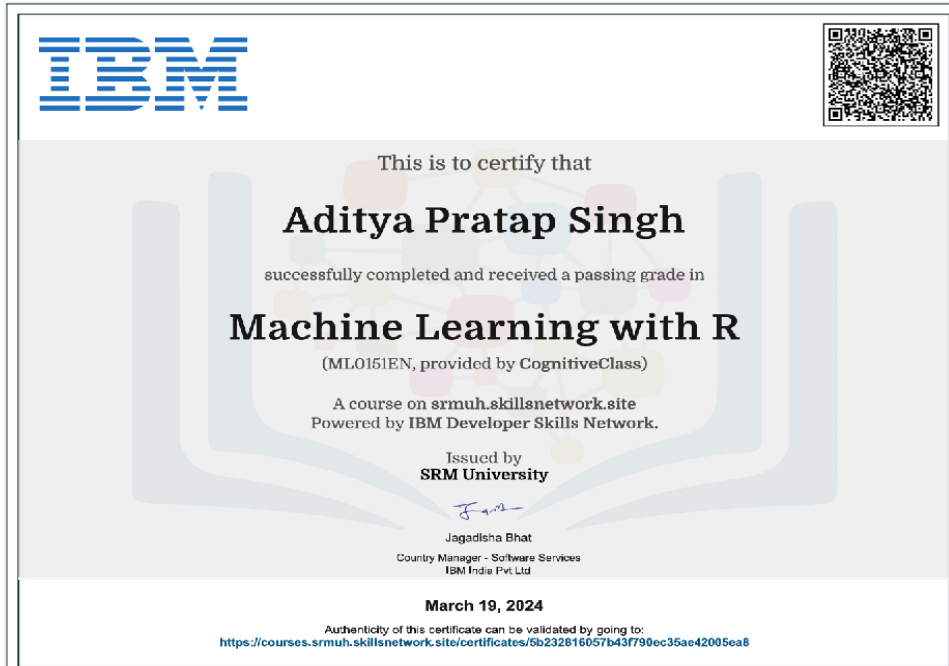 IBM
This is to certify that
Aditya Pratap Singh
successfully completed and received a passing grade in
Machine Learning with R
(ML0151EN, provided by CognitiveClass)
A course on srmuh.skillsnetwork.site
Powered by IBM Developer Skills Network.
Issued by
SRM University
Jagadisha Bhat
Country Manager - Software Services
IBM India Pvt Ltd
March 19, 2024
Authenticity of this certificate can be validated by going to:
https://courses.srmuh.skillsnetwork.site/certificates/5b232816057b43f790ec35ae42005ea8